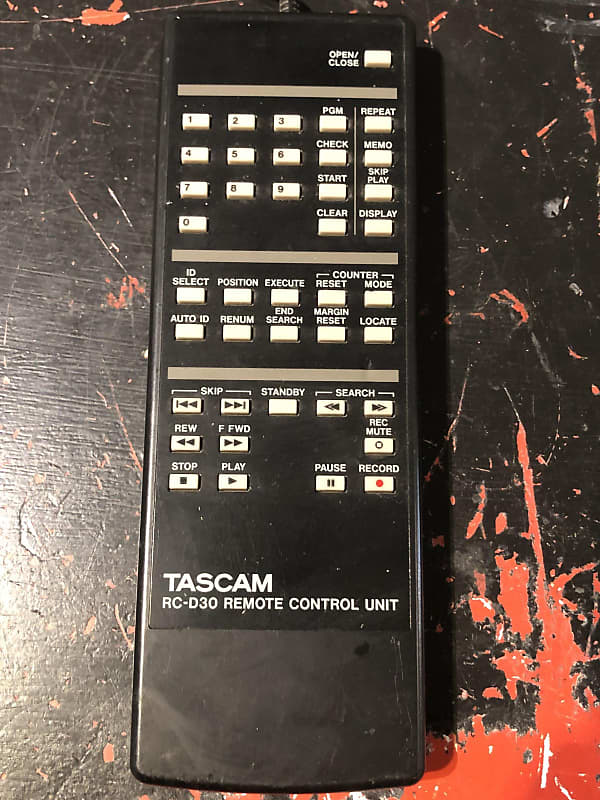 OPEN/
CLOSE
PGM REPEAT
1 2 3
CHECK MEMO
4 5 6
START SKIP
PLAY
7 8 9
CLEAR DISPLAY
0
COUNTER
ID
SELECT POSITION EXECUTE RESET MODE
AUTO ID RENUM END
SEARCH MARGIN
RESET LOCATE
SKIP STANDBY SEARCH
REW F FWD REC
MUTE
STOP PLAY PAUSE RECORD
TASCAM
RC-D30 REMOTE CONTROL UNIT